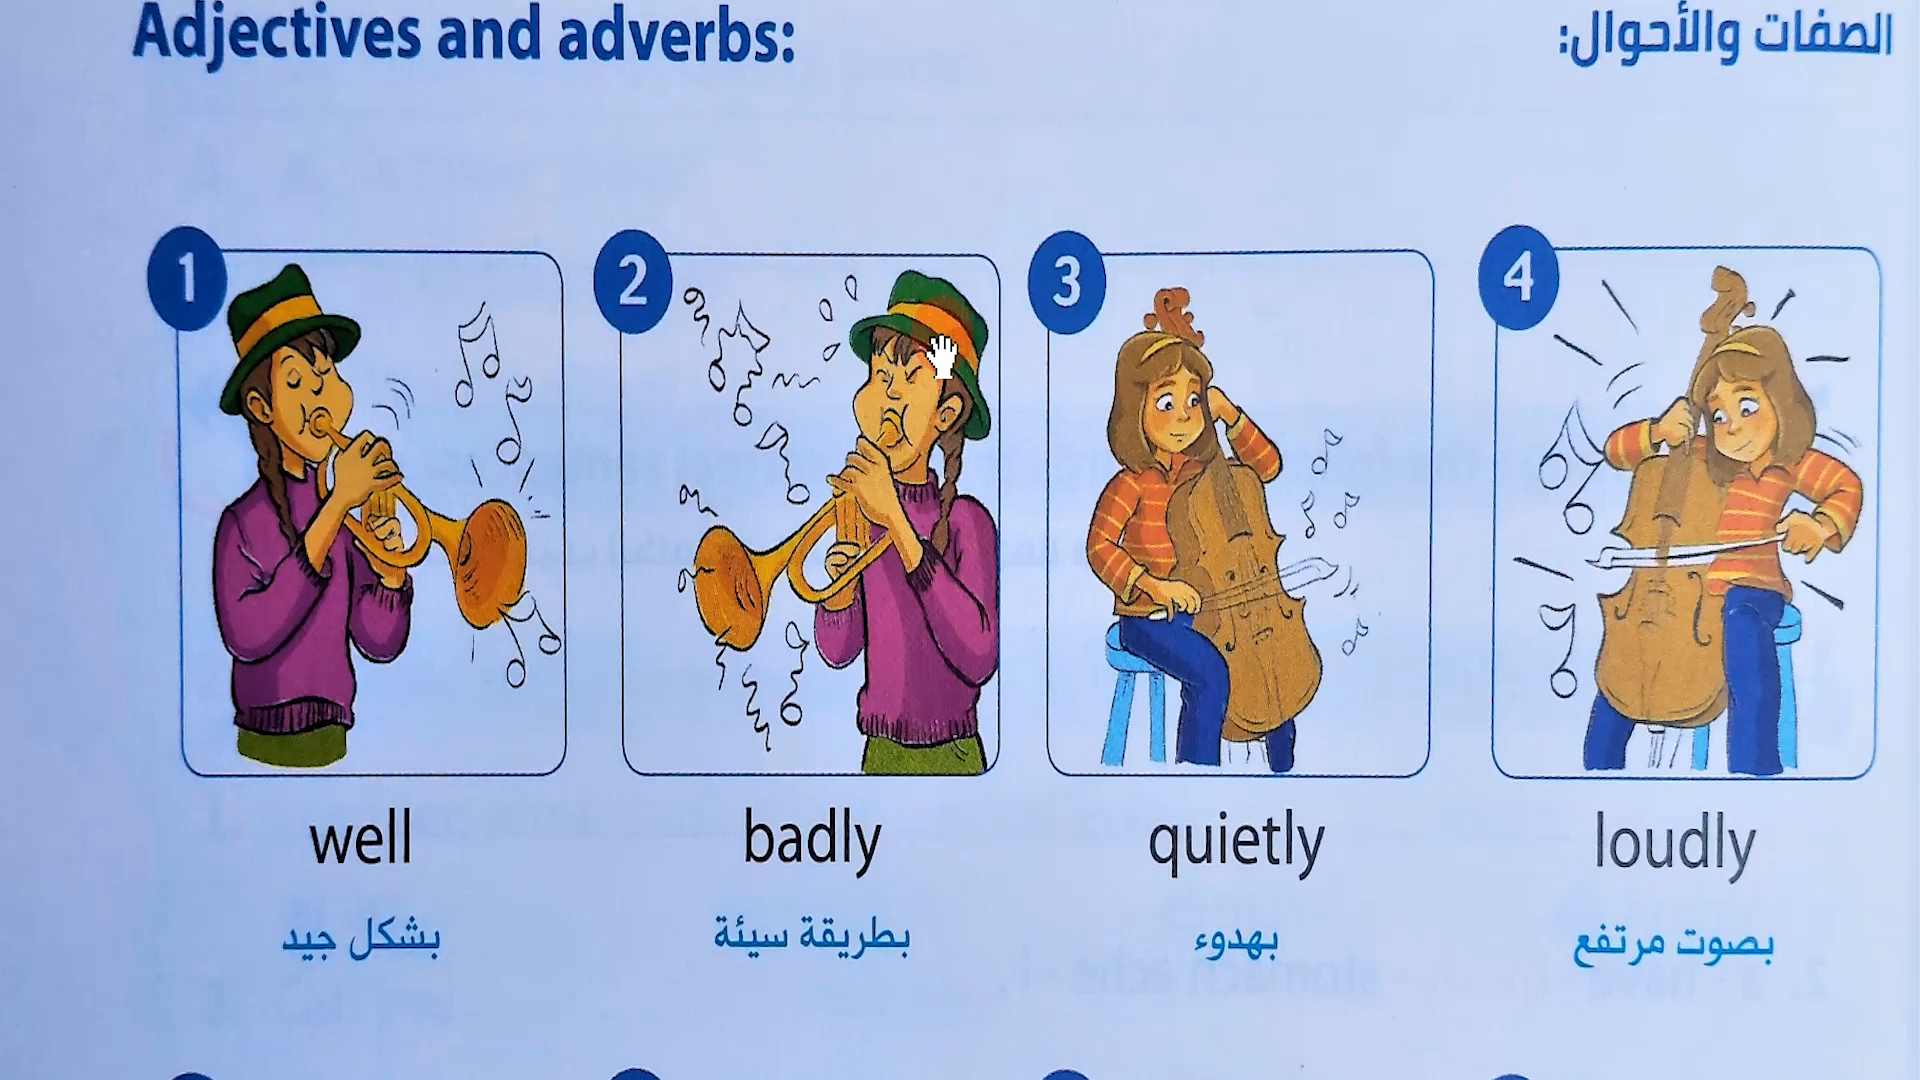 Adjectives and adverbs:
الصفات والأحوال:
1
2
3
4
well
badly
quietly
loudly
بشكل جيد
بطريقة سيئة
بهدوء
بصوت مرتفع